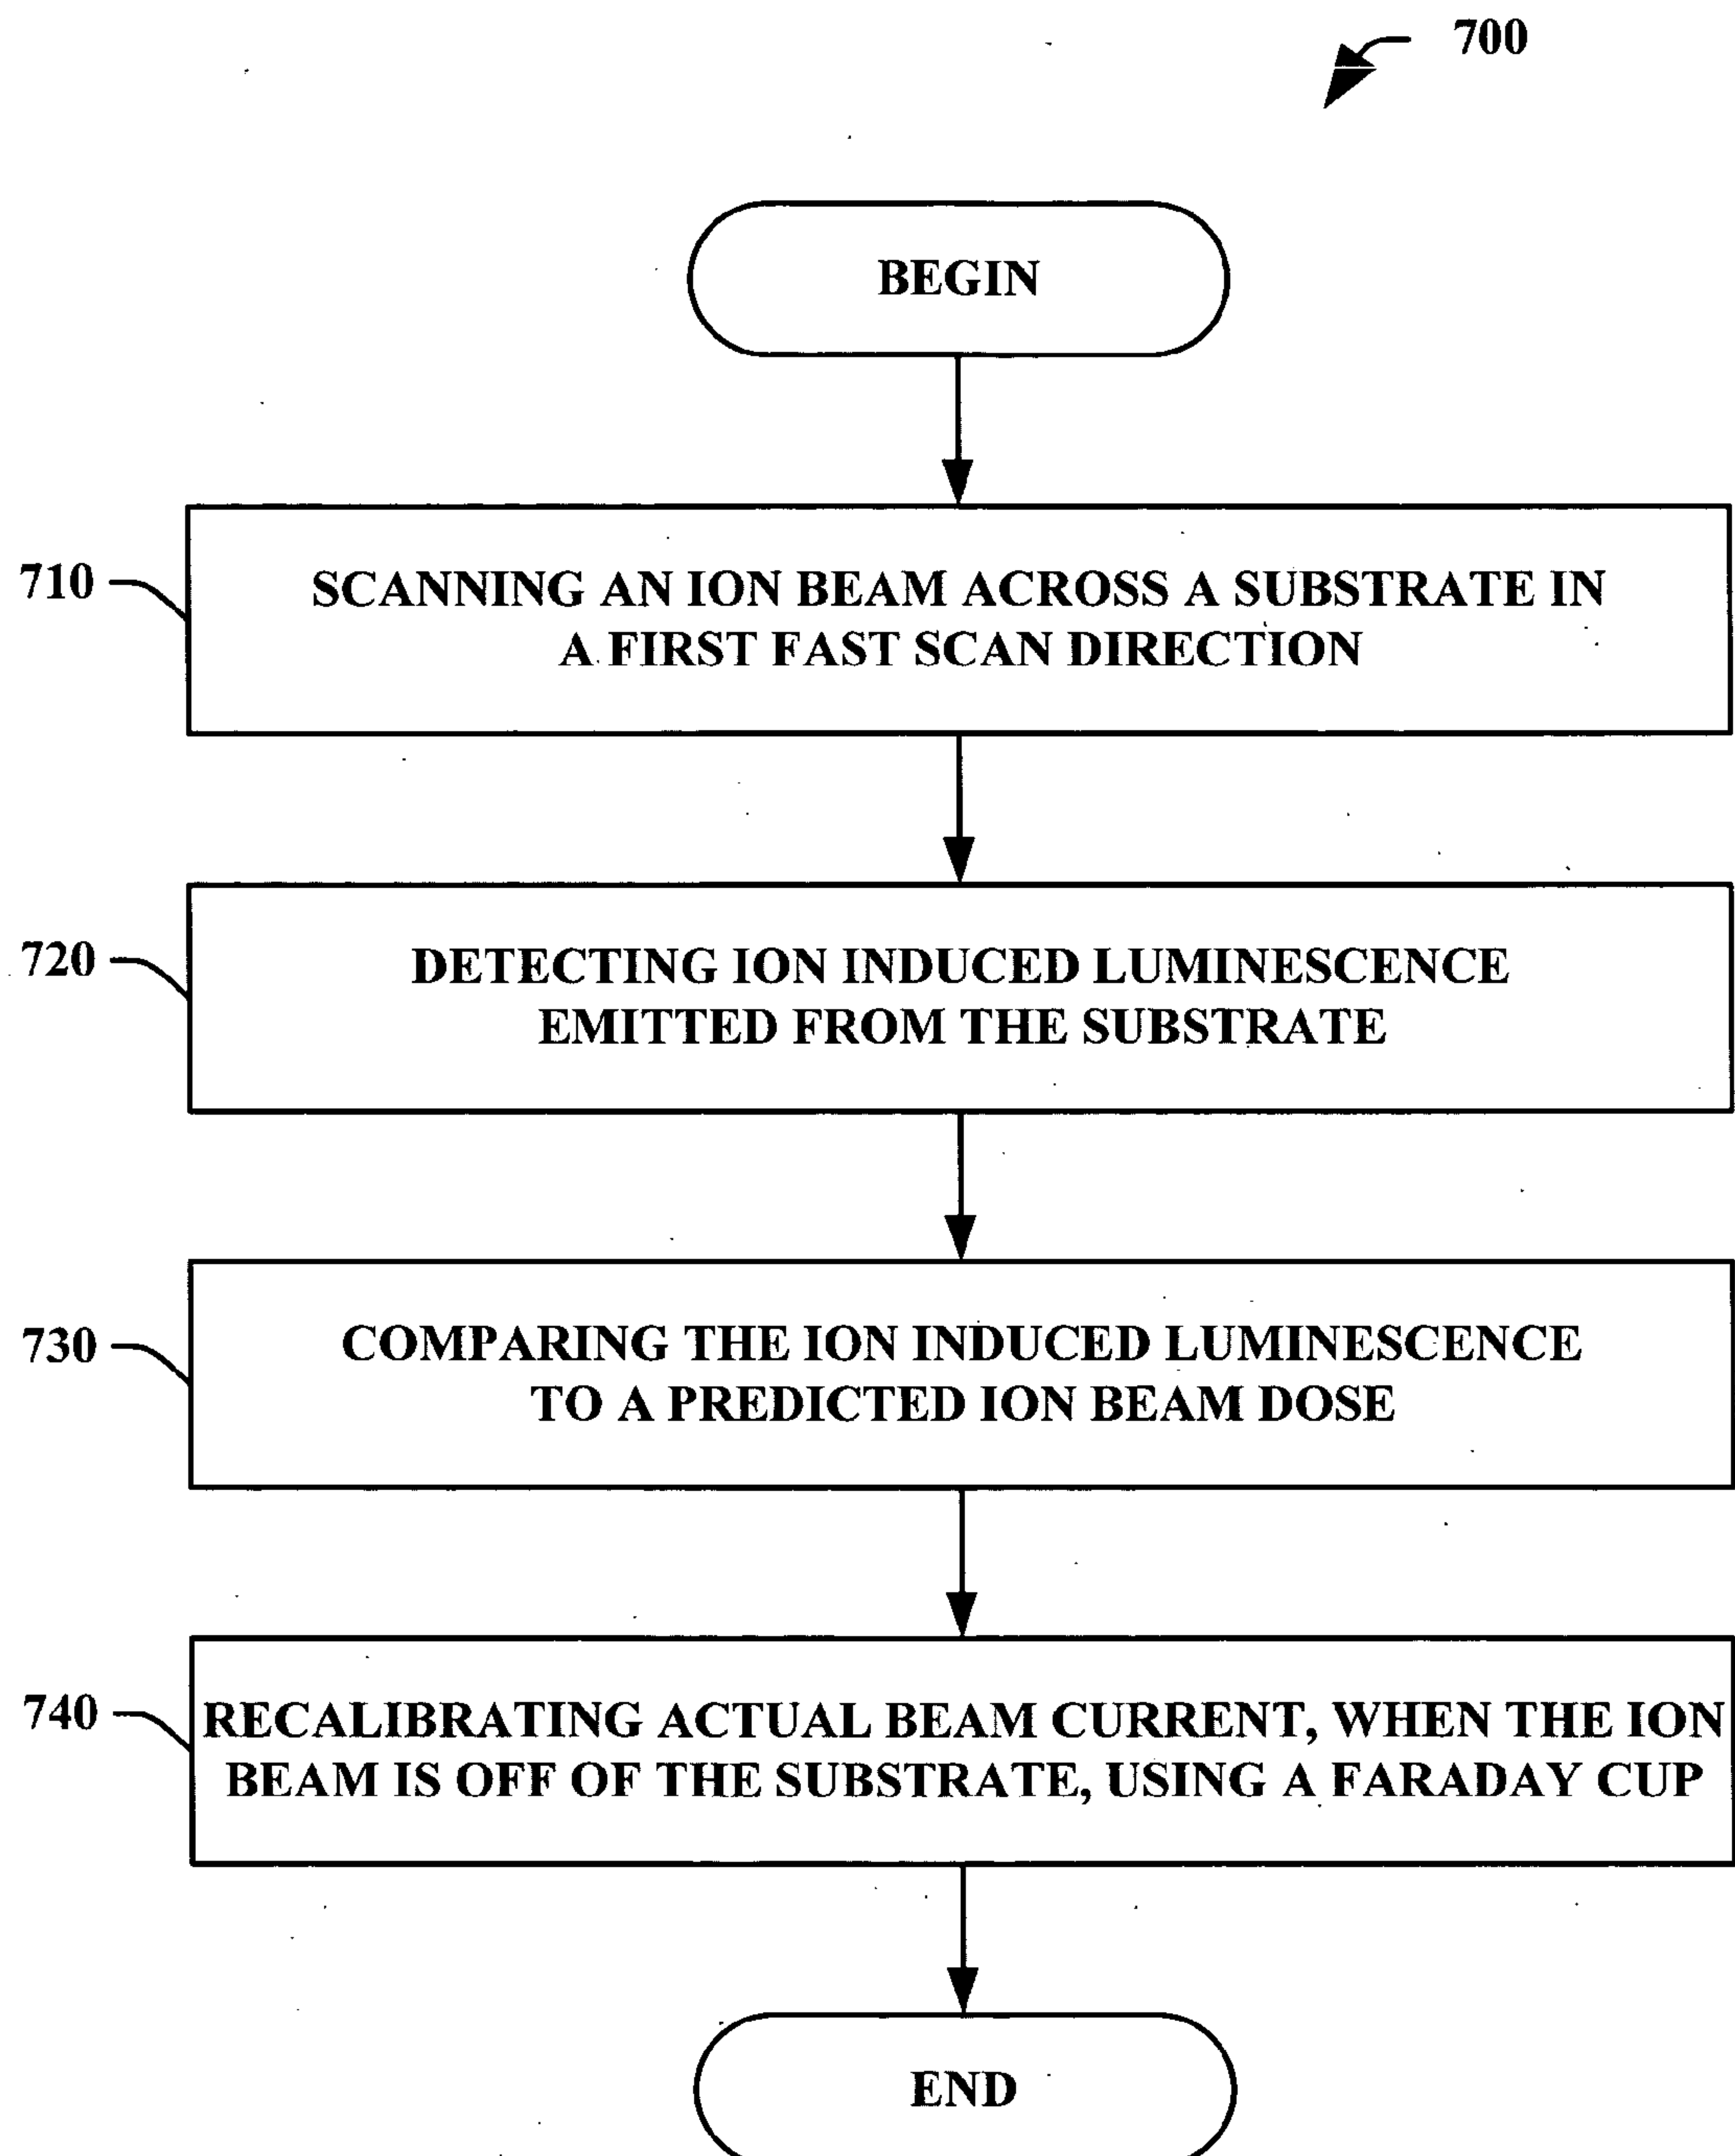 700
BEGIN
710
SCANNING AN ION BEAM ACROSS A SUBSTRATE IN
A FIRST FAST SCAN DIRECTION
720
DETECTING ION INDUCED LUMINESCENCE
EMITTED FROM THE SUBSTRATE
730
COMPARING THE ION INDUCED LUMINESCENCE
TO A PREDICTED ION BEAM DOSE
740
RECALIBRATING ACTUAL BEAM CURRENT, WHEN THE ION
BEAM IS OFF OF THE SUBSTRATE, USING A FARADAY CUP
END